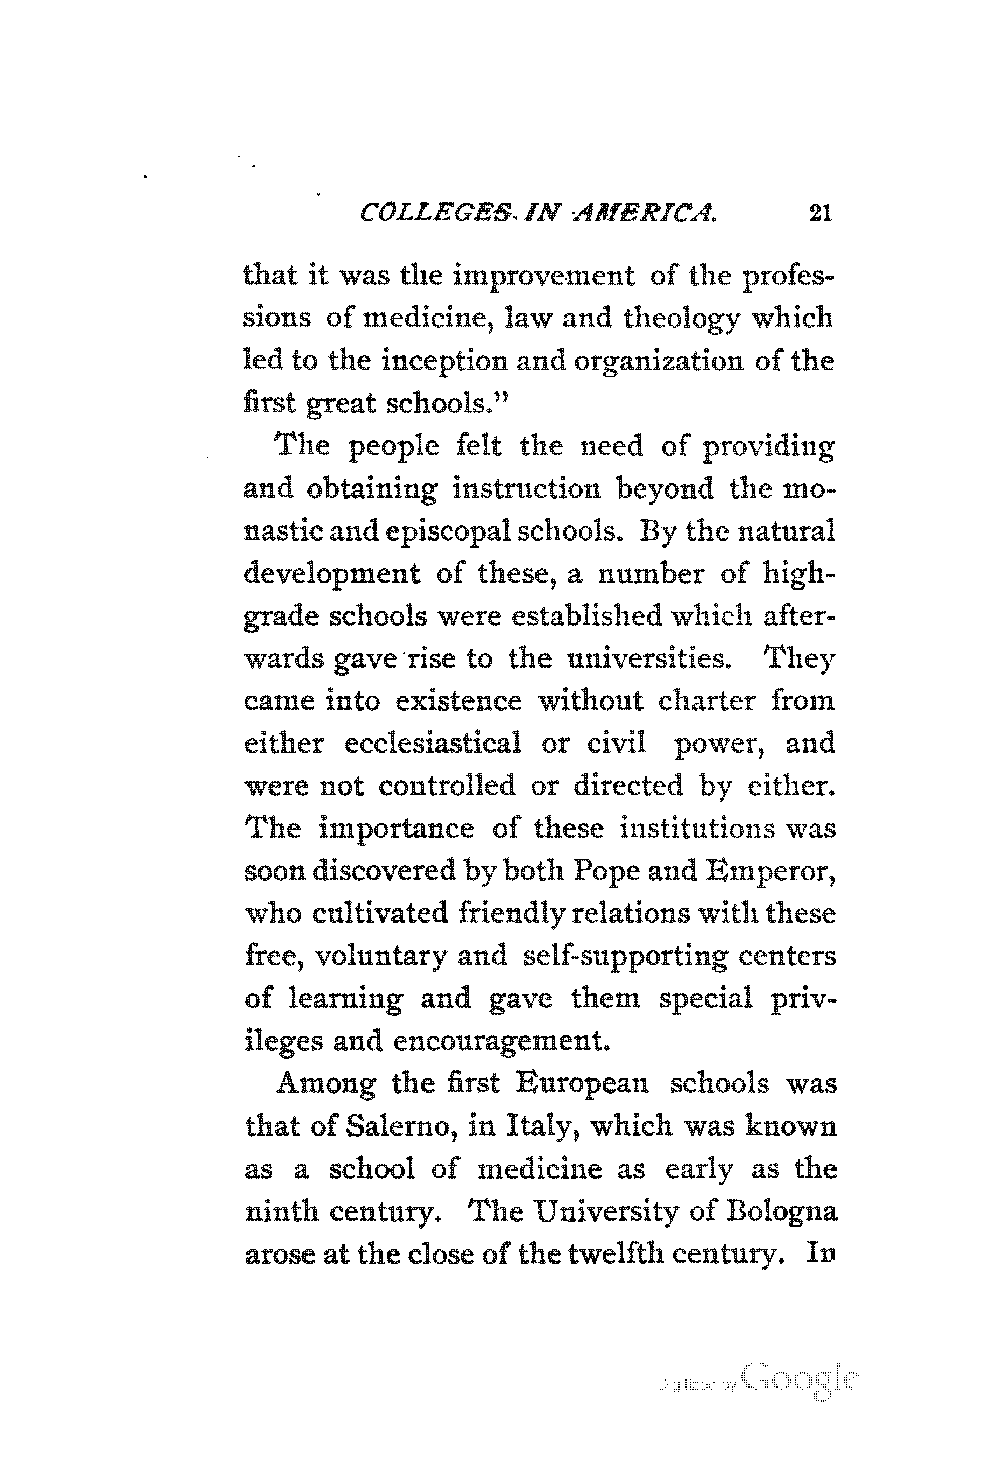 COLLEGES IN AMERICA. 21
that it was the improvement of the profes-
sions of medicine, law and theology which
led to the inception and organization of the
first great schools."
The people felt the need of providing
and obtaining instruction beyond the mo-
nastic and episcopal schools. By the natural
development of these, a number of high-
grade schools were established which after-
wards gave rise to the universities. They
came into existence without charter from
either ecclesiastical or civil power, and
were not controlled or directed by either.
The importance of these institutions was
soon discovered by both Pope and Emperor,
who cultivated friendly relations with these
free, voluntary and self-supporting centers
of learning and gave them special priv-
ileges and encouragement.
Among the first European schools was
that of Salerno, in Italy, which was known
as a school of medicine as early as the
ninth century. The University of Bologna
arose at the close of the twelfth century. In
Digitized by Google